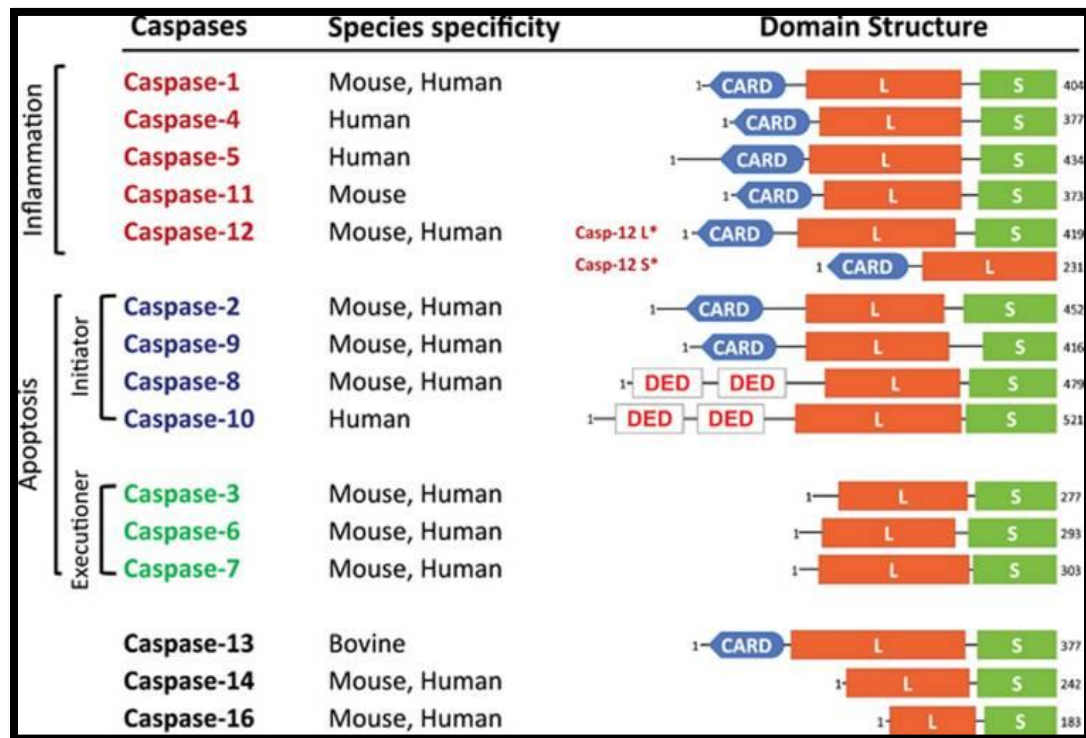 Caspases Species specificity Domain Structure
Inflammation
Caspase-1 Mouse, Human 1 CARD L S 404
Caspase-4 Human 1 CARD L S 377
Caspase-5 Human 1 CARD L S 434
Caspase-11 Mouse 1 CARD L S 373
Caspase-12 Mouse, Human Casp-12 L* 1 CARD L S 419
Casp-12 S* 1 CARD L 231
Apoptosis
Initiator
Caspase-2 Mouse, Human 1 CARD L S 452
Caspase-9 Mouse, Human 1 CARD L S 416
Caspase-8 Mouse, Human 1 DED DED L S 479
Caspase-10 Human 1 DED DED L S 521
Executioner
Caspase-3 Mouse, Human 1 L S 277
Caspase-6 Mouse, Human 1 L S 293
Caspase-7 Mouse, Human 1 L S 303
Caspase-13 Bovine 1 CARD L S 377
Caspase-14 Mouse, Human 1 L S 242
Caspase-16 Mouse, Human 1 L S 183